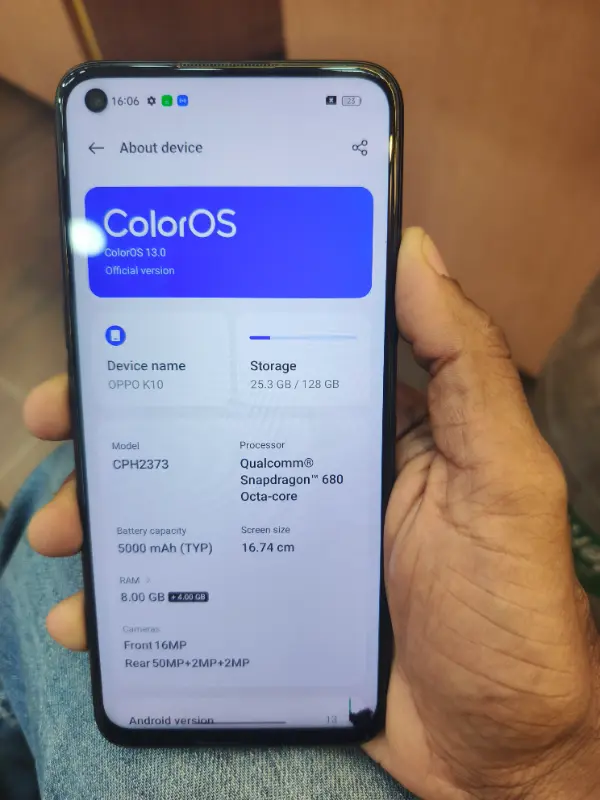 16:06
23
About device
ColorOS
ColorOS 13.0
Official version
Device name
OPPO K10
Storage
25.3 GB / 128 GB
Model
CPH2373
Processor
Qualcomm®
Snapdragon™ 680
Octa-core
Battery capacity
5000 mAh (TYP)
Screen size
16.74 cm
RAM
8.00 GB + 4.00 GB
Cameras
Front 16MP
Rear 50MP+2MP+2MP
Android version 13